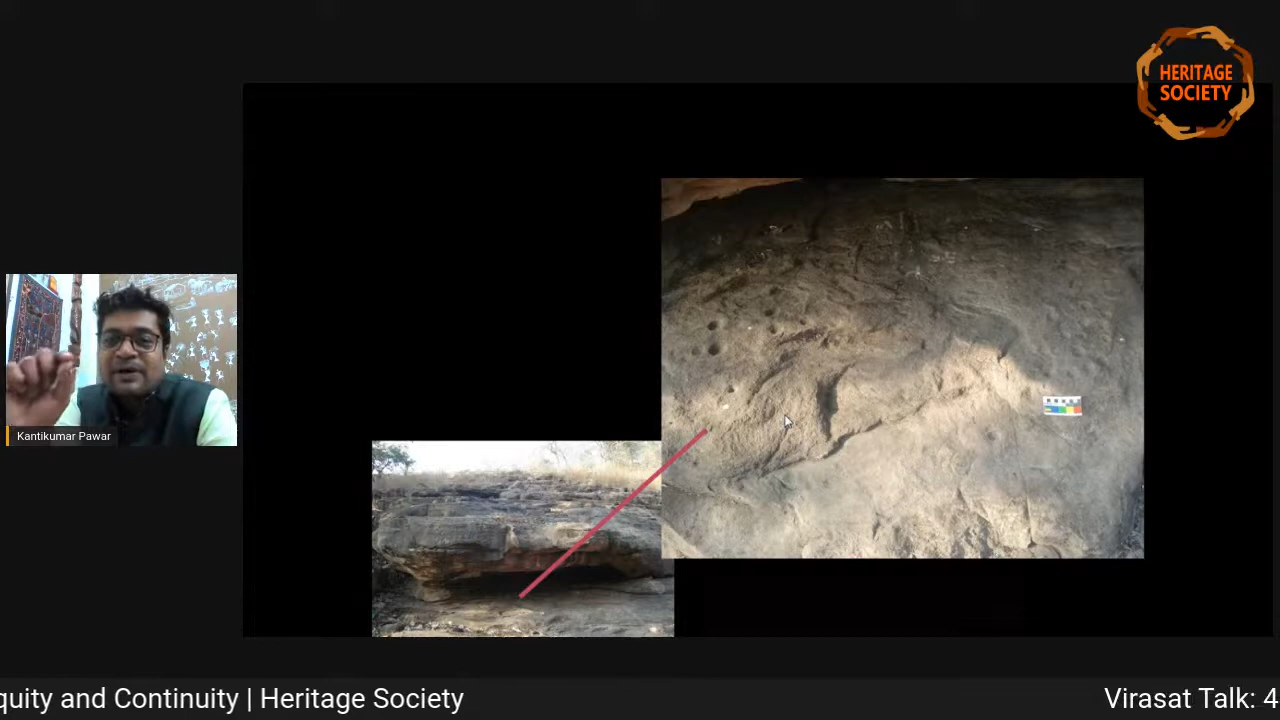 HERITAGE
SOCIETY
Kantikumar Pawar
quity and Continuity | Heritage Society
Virasat Talk: 4